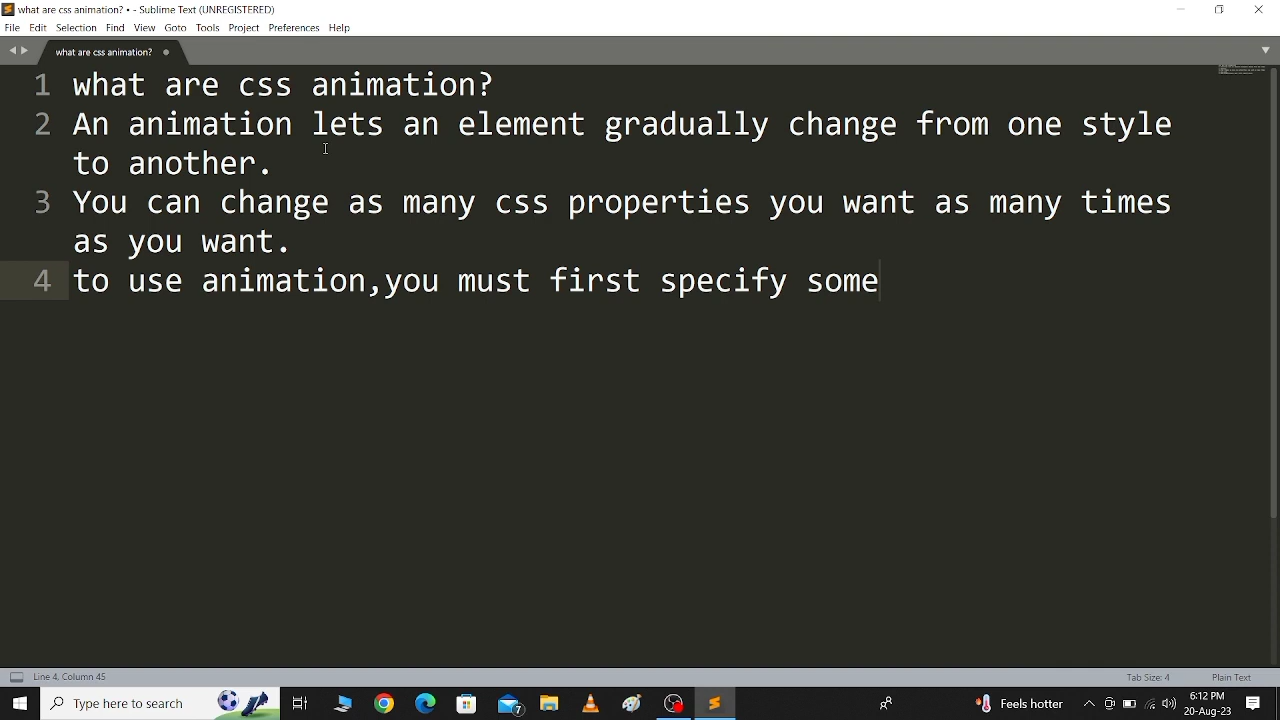 what are css animation? • - Sublime Text (UNREGISTERED)
File Edit Selection Find View Goto Tools Project Preferences Help
what are css animation?
1 what are css animation?
2 An animation lets an element gradually change from one style
to another.
3 You can change as many css properties you want as many times
as you want.
4 to use animation,you must first specify some
Line 4, Column 45 Tab Size: 4 Plain Text
Type here to search 7 Feels hotter 6:12 PM
20-Aug-23